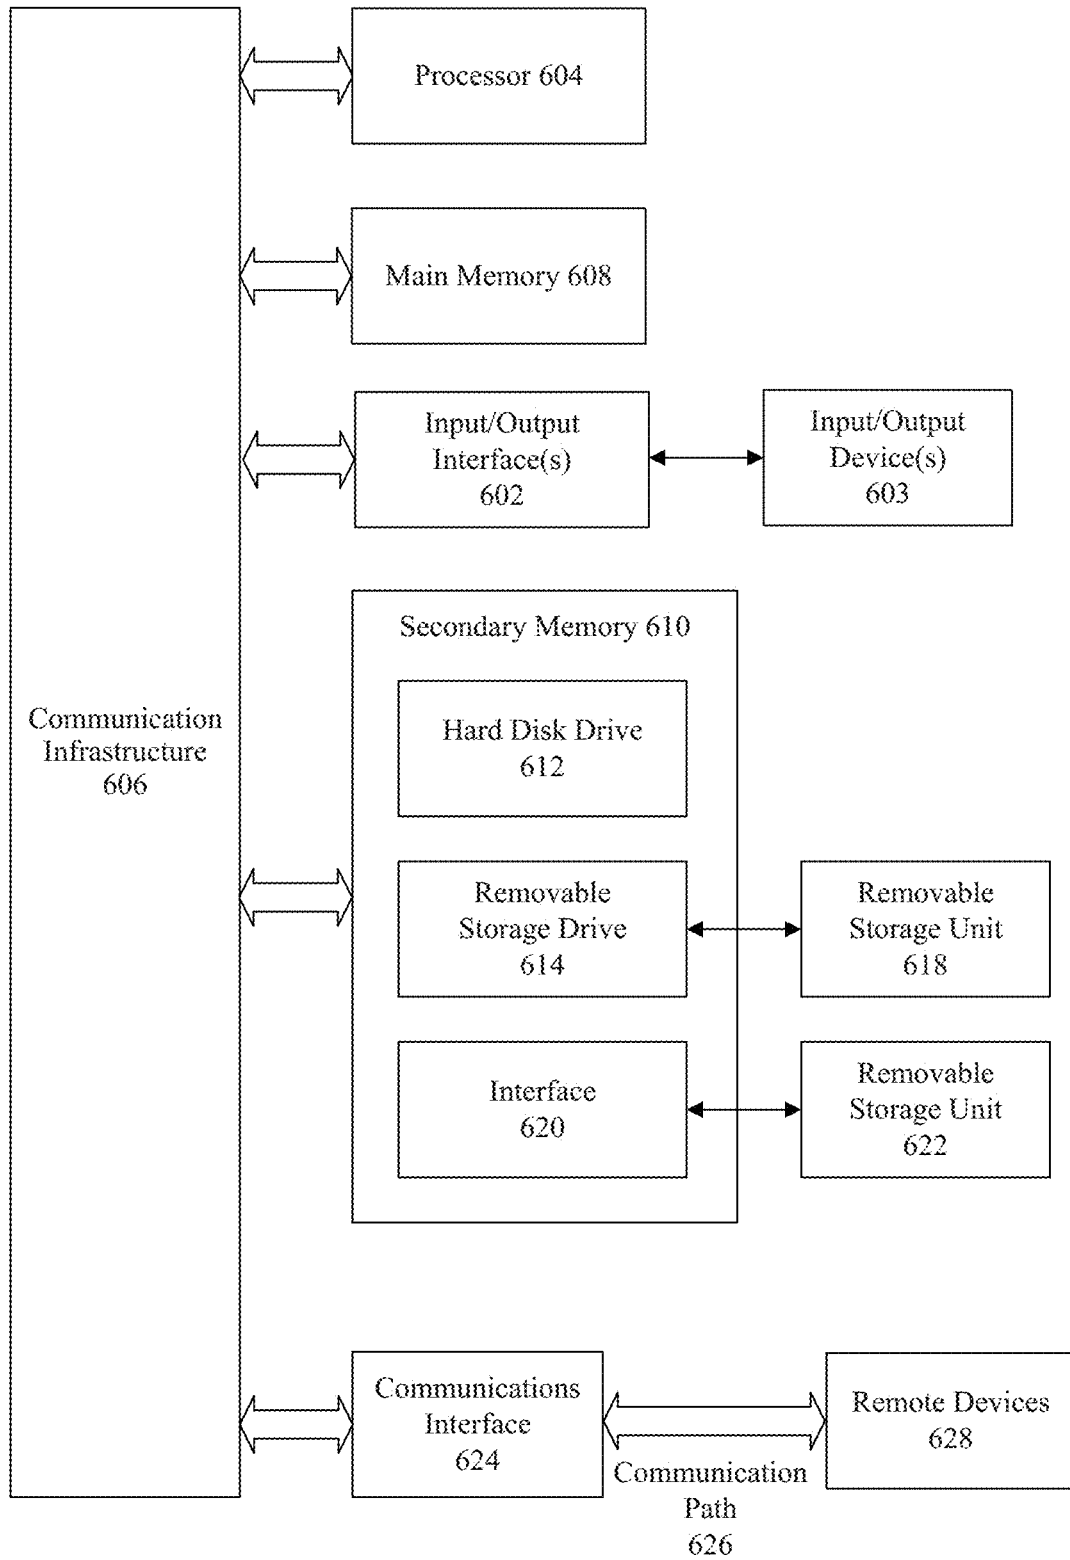 Processor 604
Main Memory 608
Input/Output
Interface(s)
602
Input/Output
Device(s)
603
Secondary Memory 610
Hard Disk Drive
612
Communication
Infrastructure
606
Removable
Storage Drive
614
Removable
Storage Unit
618
Interface
620
Removable
Storage Unit
622
Communications
Interface
624
Remote Devices
628
Communication
Path
626